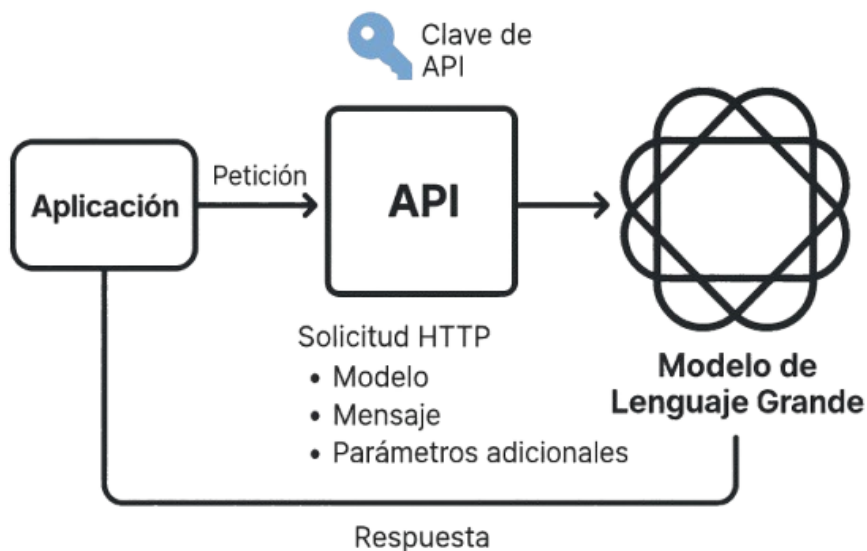 Clave de
API
Petición
Aplicación
API
Solicitud HTTP
• Modelo
• Mensaje
• Parámetros adicionales
Modelo de
Lenguaje Grande
Respuesta